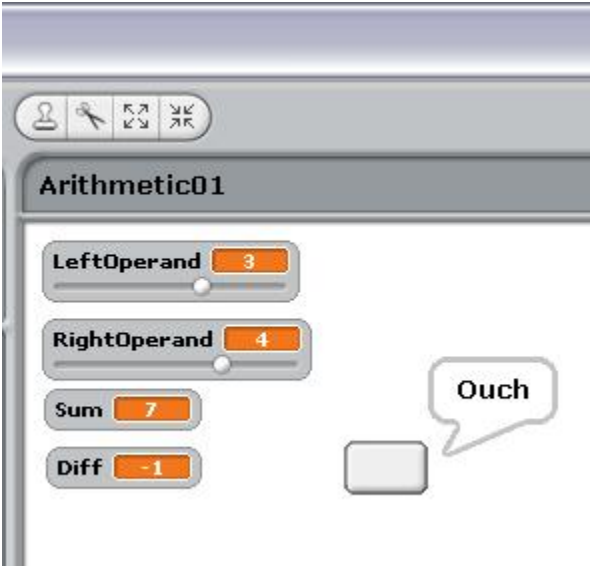 Arithmetic01
LeftOperand 3
RightOperand 4
Sum 7
Diff -1
Ouch